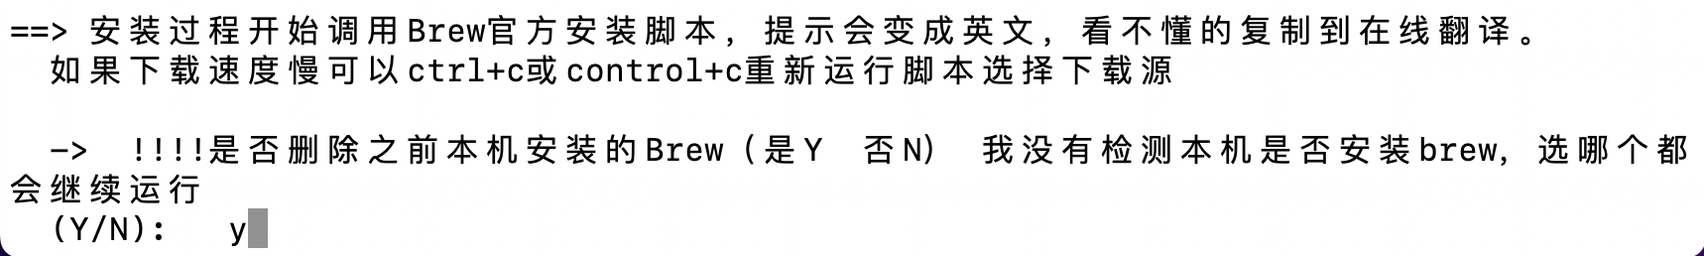 ==> 安装过程开始调用Brew官方安装脚本，提示会变成英文，看不懂的复制到在线翻译。
如果下载速度慢可以ctrl+c或control+c重新运行脚本选择下载源
-> !!!!是否删除之前本机安装的Brew（是Y 否N） 我没有检测本机是否安装brew，选哪个都
会继续运行
(Y/N): y